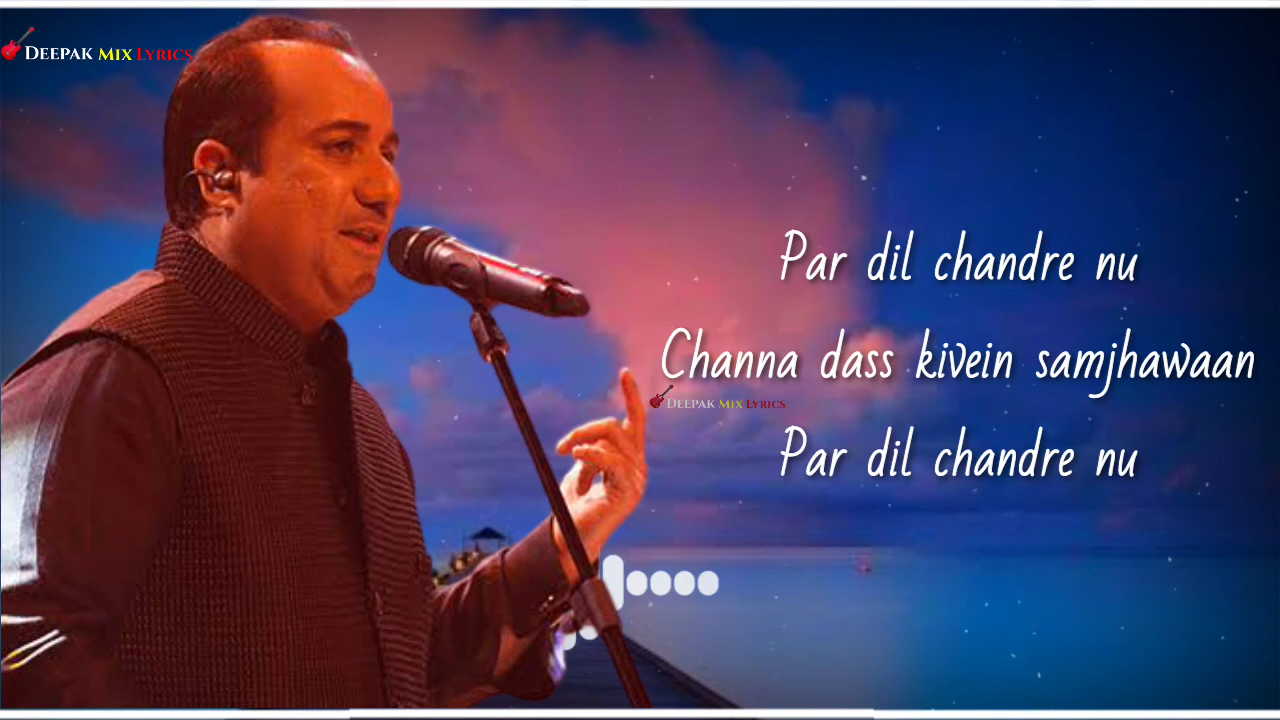 DEEPAK MIX LYRICS
Par dil chandre nu
Channa dass kivein samjhawaan
DEEPAK MIX LYRICS
Par dil chandre nu